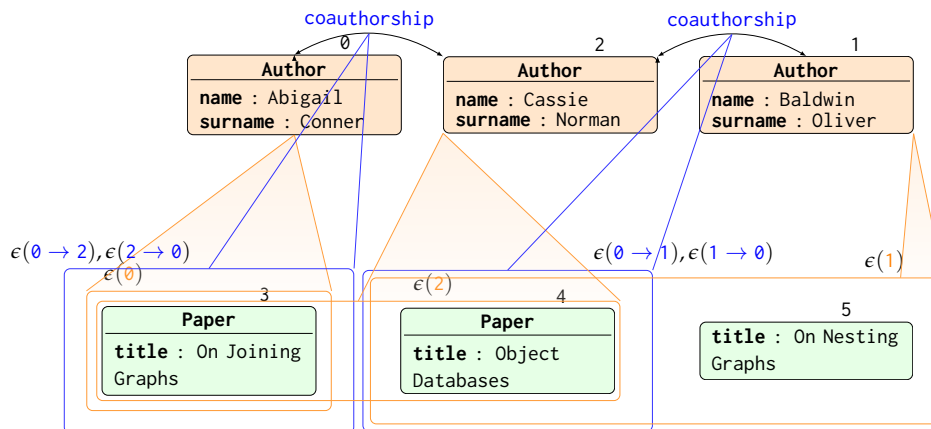 coauthorship
coauthorship
0
2
1
Author
name : Abigail
surname : Conner
Author
name : Cassie
surname : Norman
Author
name : Baldwin
surname : Oliver
ϵ(0 → 2),ϵ(2 → 0)
ϵ(0 → 1),ϵ(1 → 0)
ϵ(0)
ϵ(2)
ϵ(1)
3
4
5
Paper
title : On Joining
Graphs
Paper
title : Object
Databases
title : On Nesting
Graphs